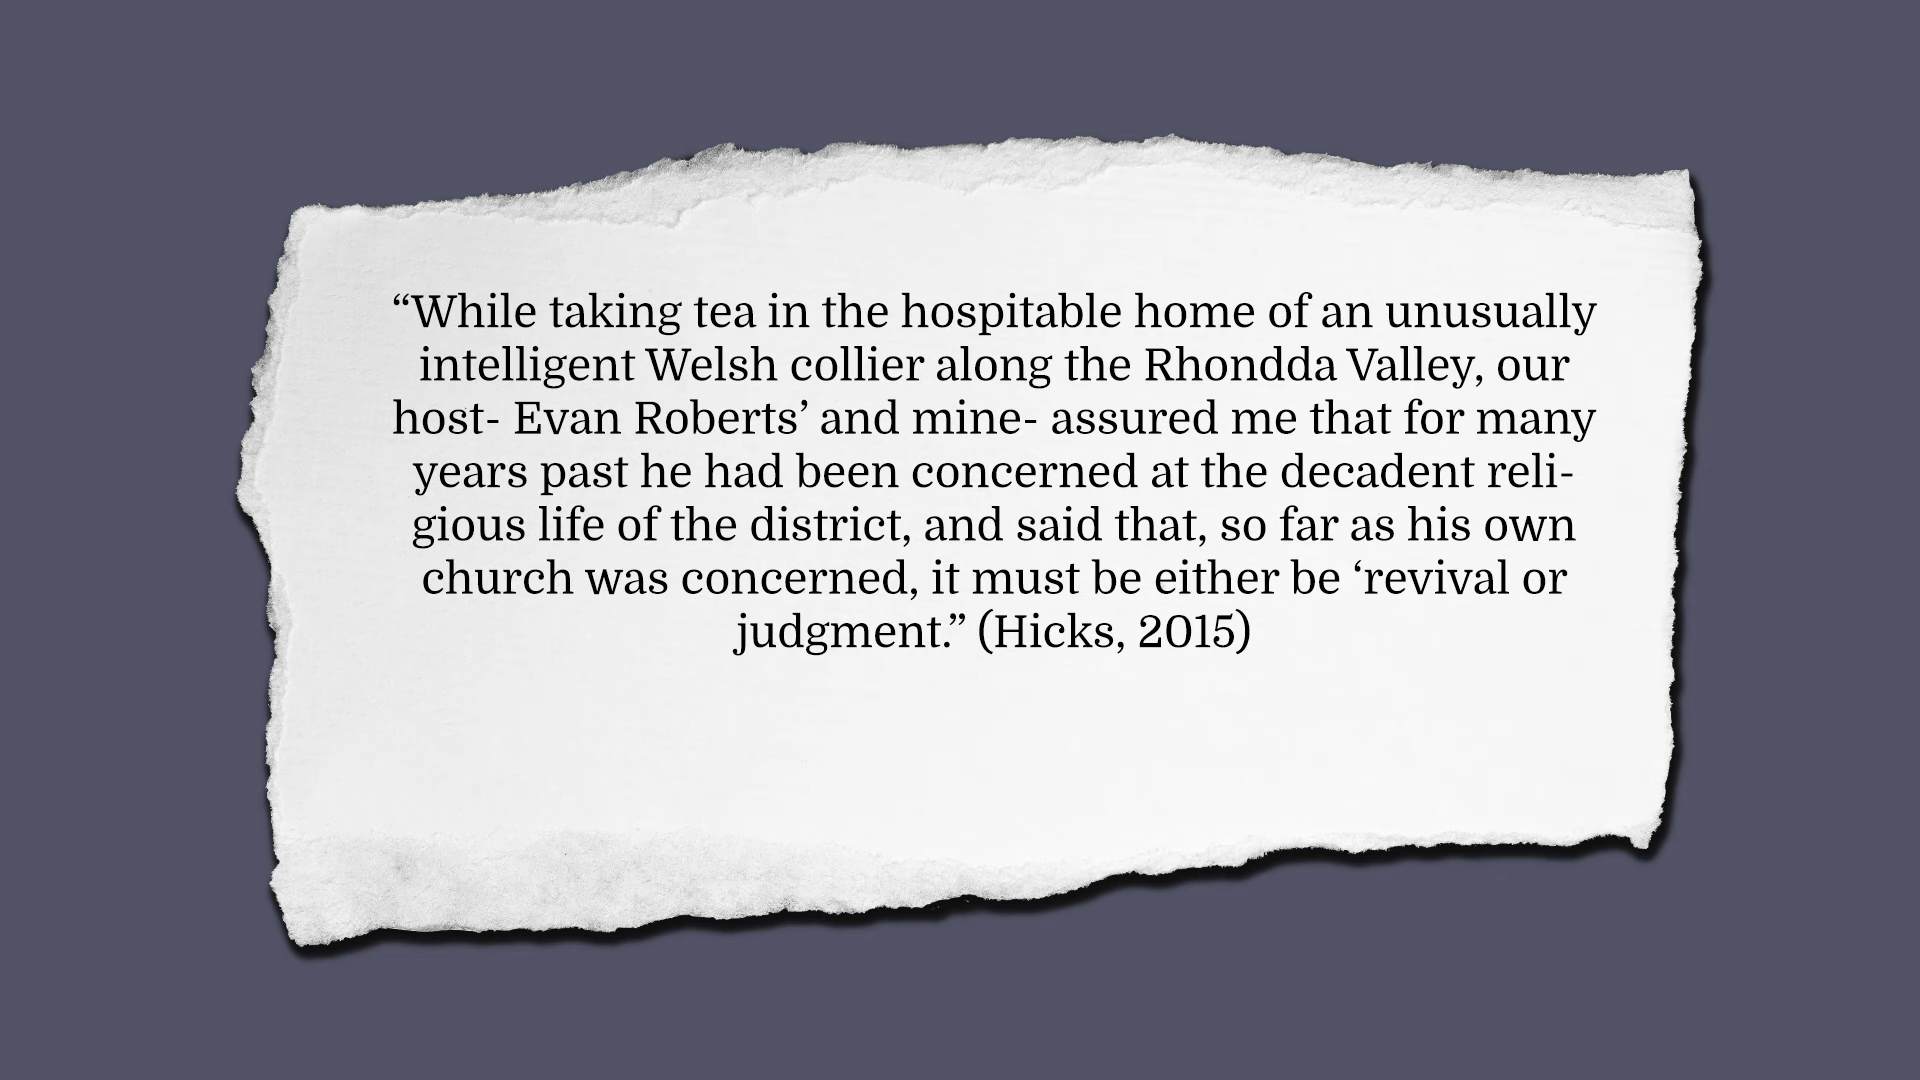 “While taking tea in the hospitable home of an unusually
intelligent Welsh collier along the Rhondda Valley, our
host- Evan Roberts’ and mine- assured me that for many
years past he had been concerned at the decadent reli-
gious life of the district, and said that, so far as his own
church was concerned, it must be either be ‘revival or
judgment.” (Hicks, 2015)